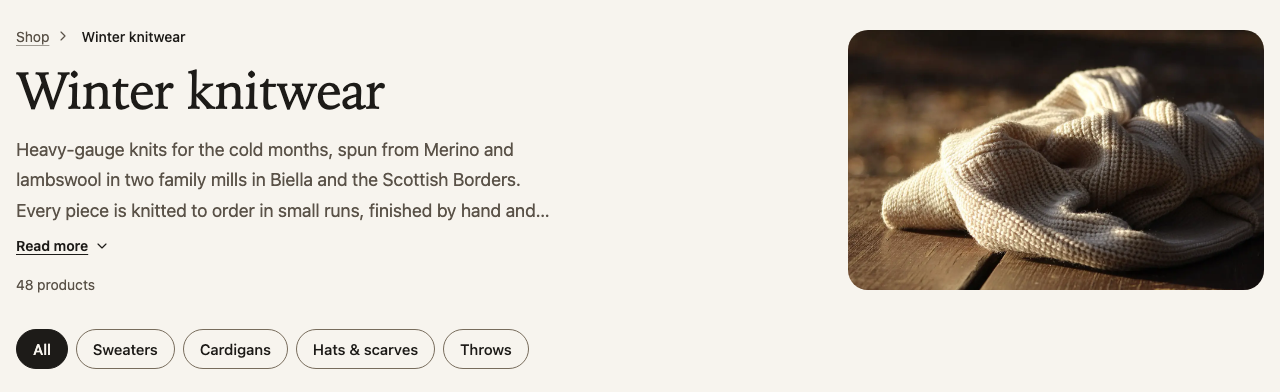 Shop
Winter knitwear
Winter knitwear
Heavy-gauge knits for the cold months, spun from Merino and
lambswool in two family mills in Biella and the Scottish Borders.
Every piece is knitted to order in small runs, finished by hand and…
Read more
48 products
All
Sweaters
Cardigans
Hats & scarves
Throws